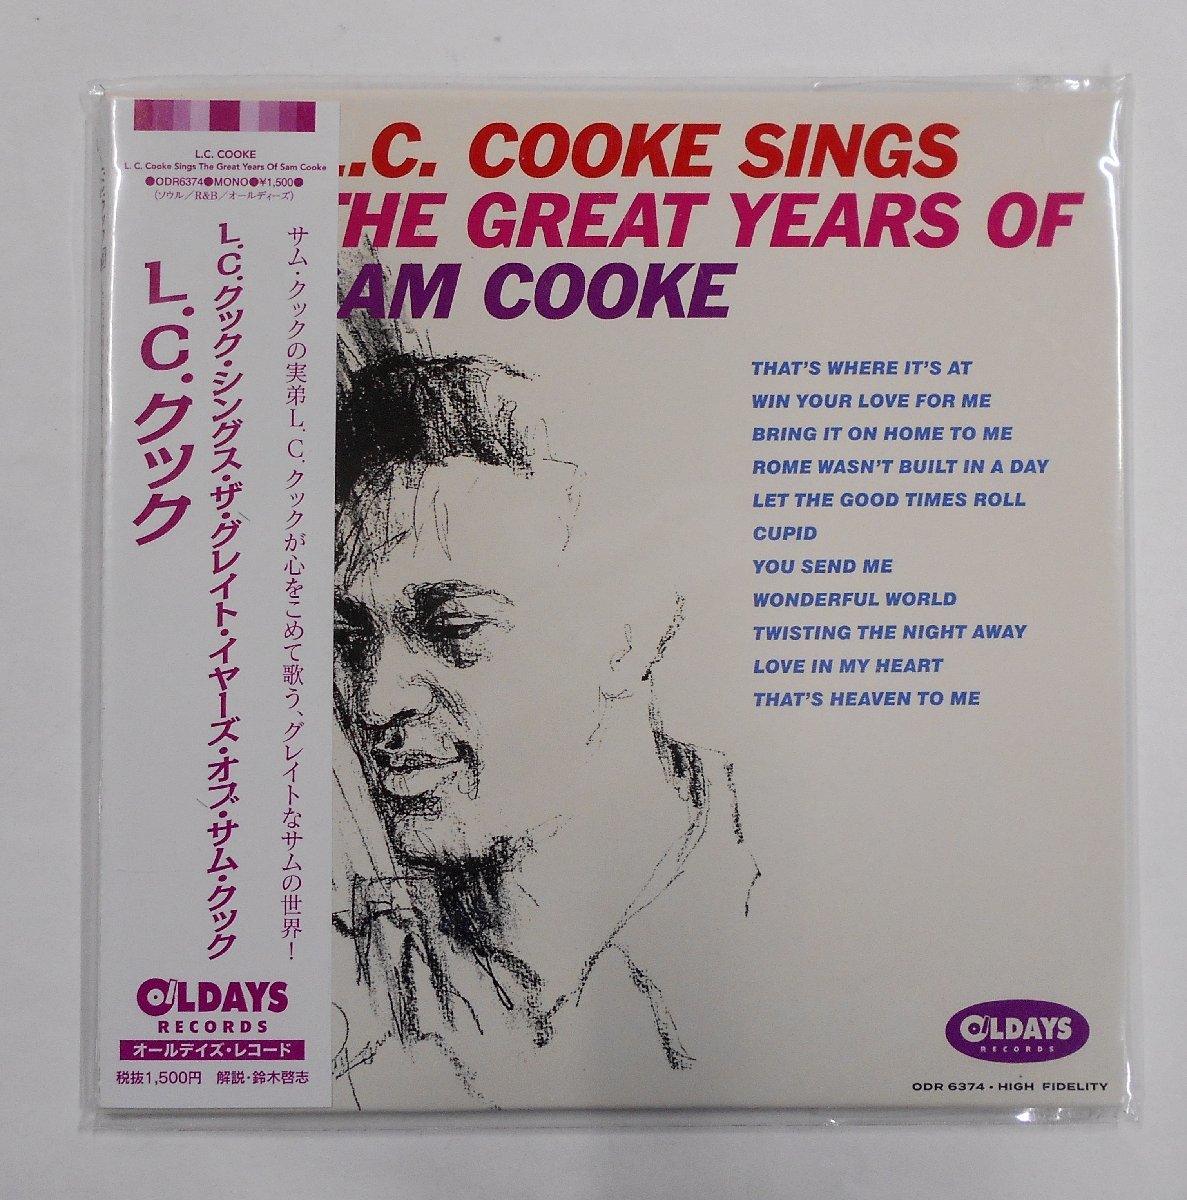 L.C. COOKE
L. C. Cooke Sings The Great Years Of Sam Cooke
●ODR6374●MONO●¥1,500●
(ソウル／R&B／オールディーズ)
サム・クックの実弟L.C.クックが心をこめて歌う、グレイトなサムの世界！
L.C.クック・シングス・ザ・グレイト・イヤーズ・オブ・サム・クック
L.C.クック
OLDAYS
RECORDS
オールデイズ・レコード
税抜1,500円 解説・鈴木啓志
L.C. COOKE SINGS
THE GREAT YEARS OF
AM COOKE
THAT'S WHERE IT'S AT
WIN YOUR LOVE FOR ME
BRING IT ON HOME TO ME
ROME WASN'T BUILT IN A DAY
LET THE GOOD TIMES ROLL
CUPID
YOU SEND ME
WONDERFUL WORLD
TWISTING THE NIGHT AWAY
LOVE IN MY HEART
THAT'S HEAVEN TO ME
OLDAYS
RECORDS
ODR 6374 • HIGH FIDELITY